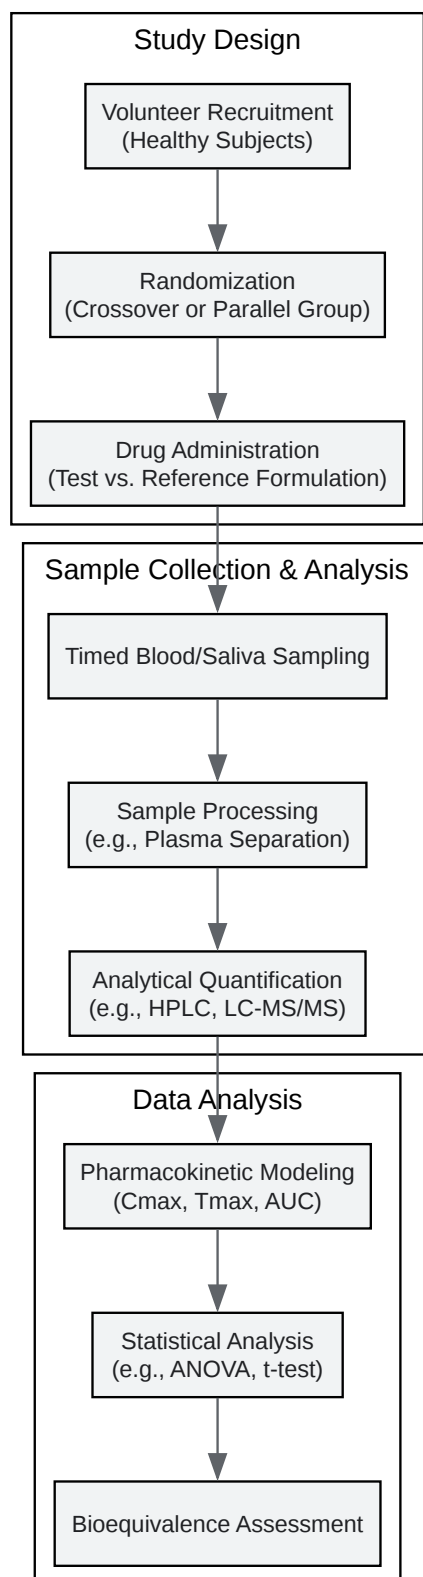 Study Design
Volunteer Recruitment
(Healthy Subjects)
Randomization
(Crossover or Parallel Group)
Drug Administration
(Test vs. Reference Formulation)
Sample Collection & Analysis
Timed Blood/Saliva Sampling
Sample Processing
(e.g., Plasma Separation)
Analytical Quantification
(e.g., HPLC, LC-MS/MS)
Data Analysis
Pharmacokinetic Modeling
(Cmax, Tmax, AUC)
Statistical Analysis
(e.g., ANOVA, t-test)
Bioequivalence Assessment